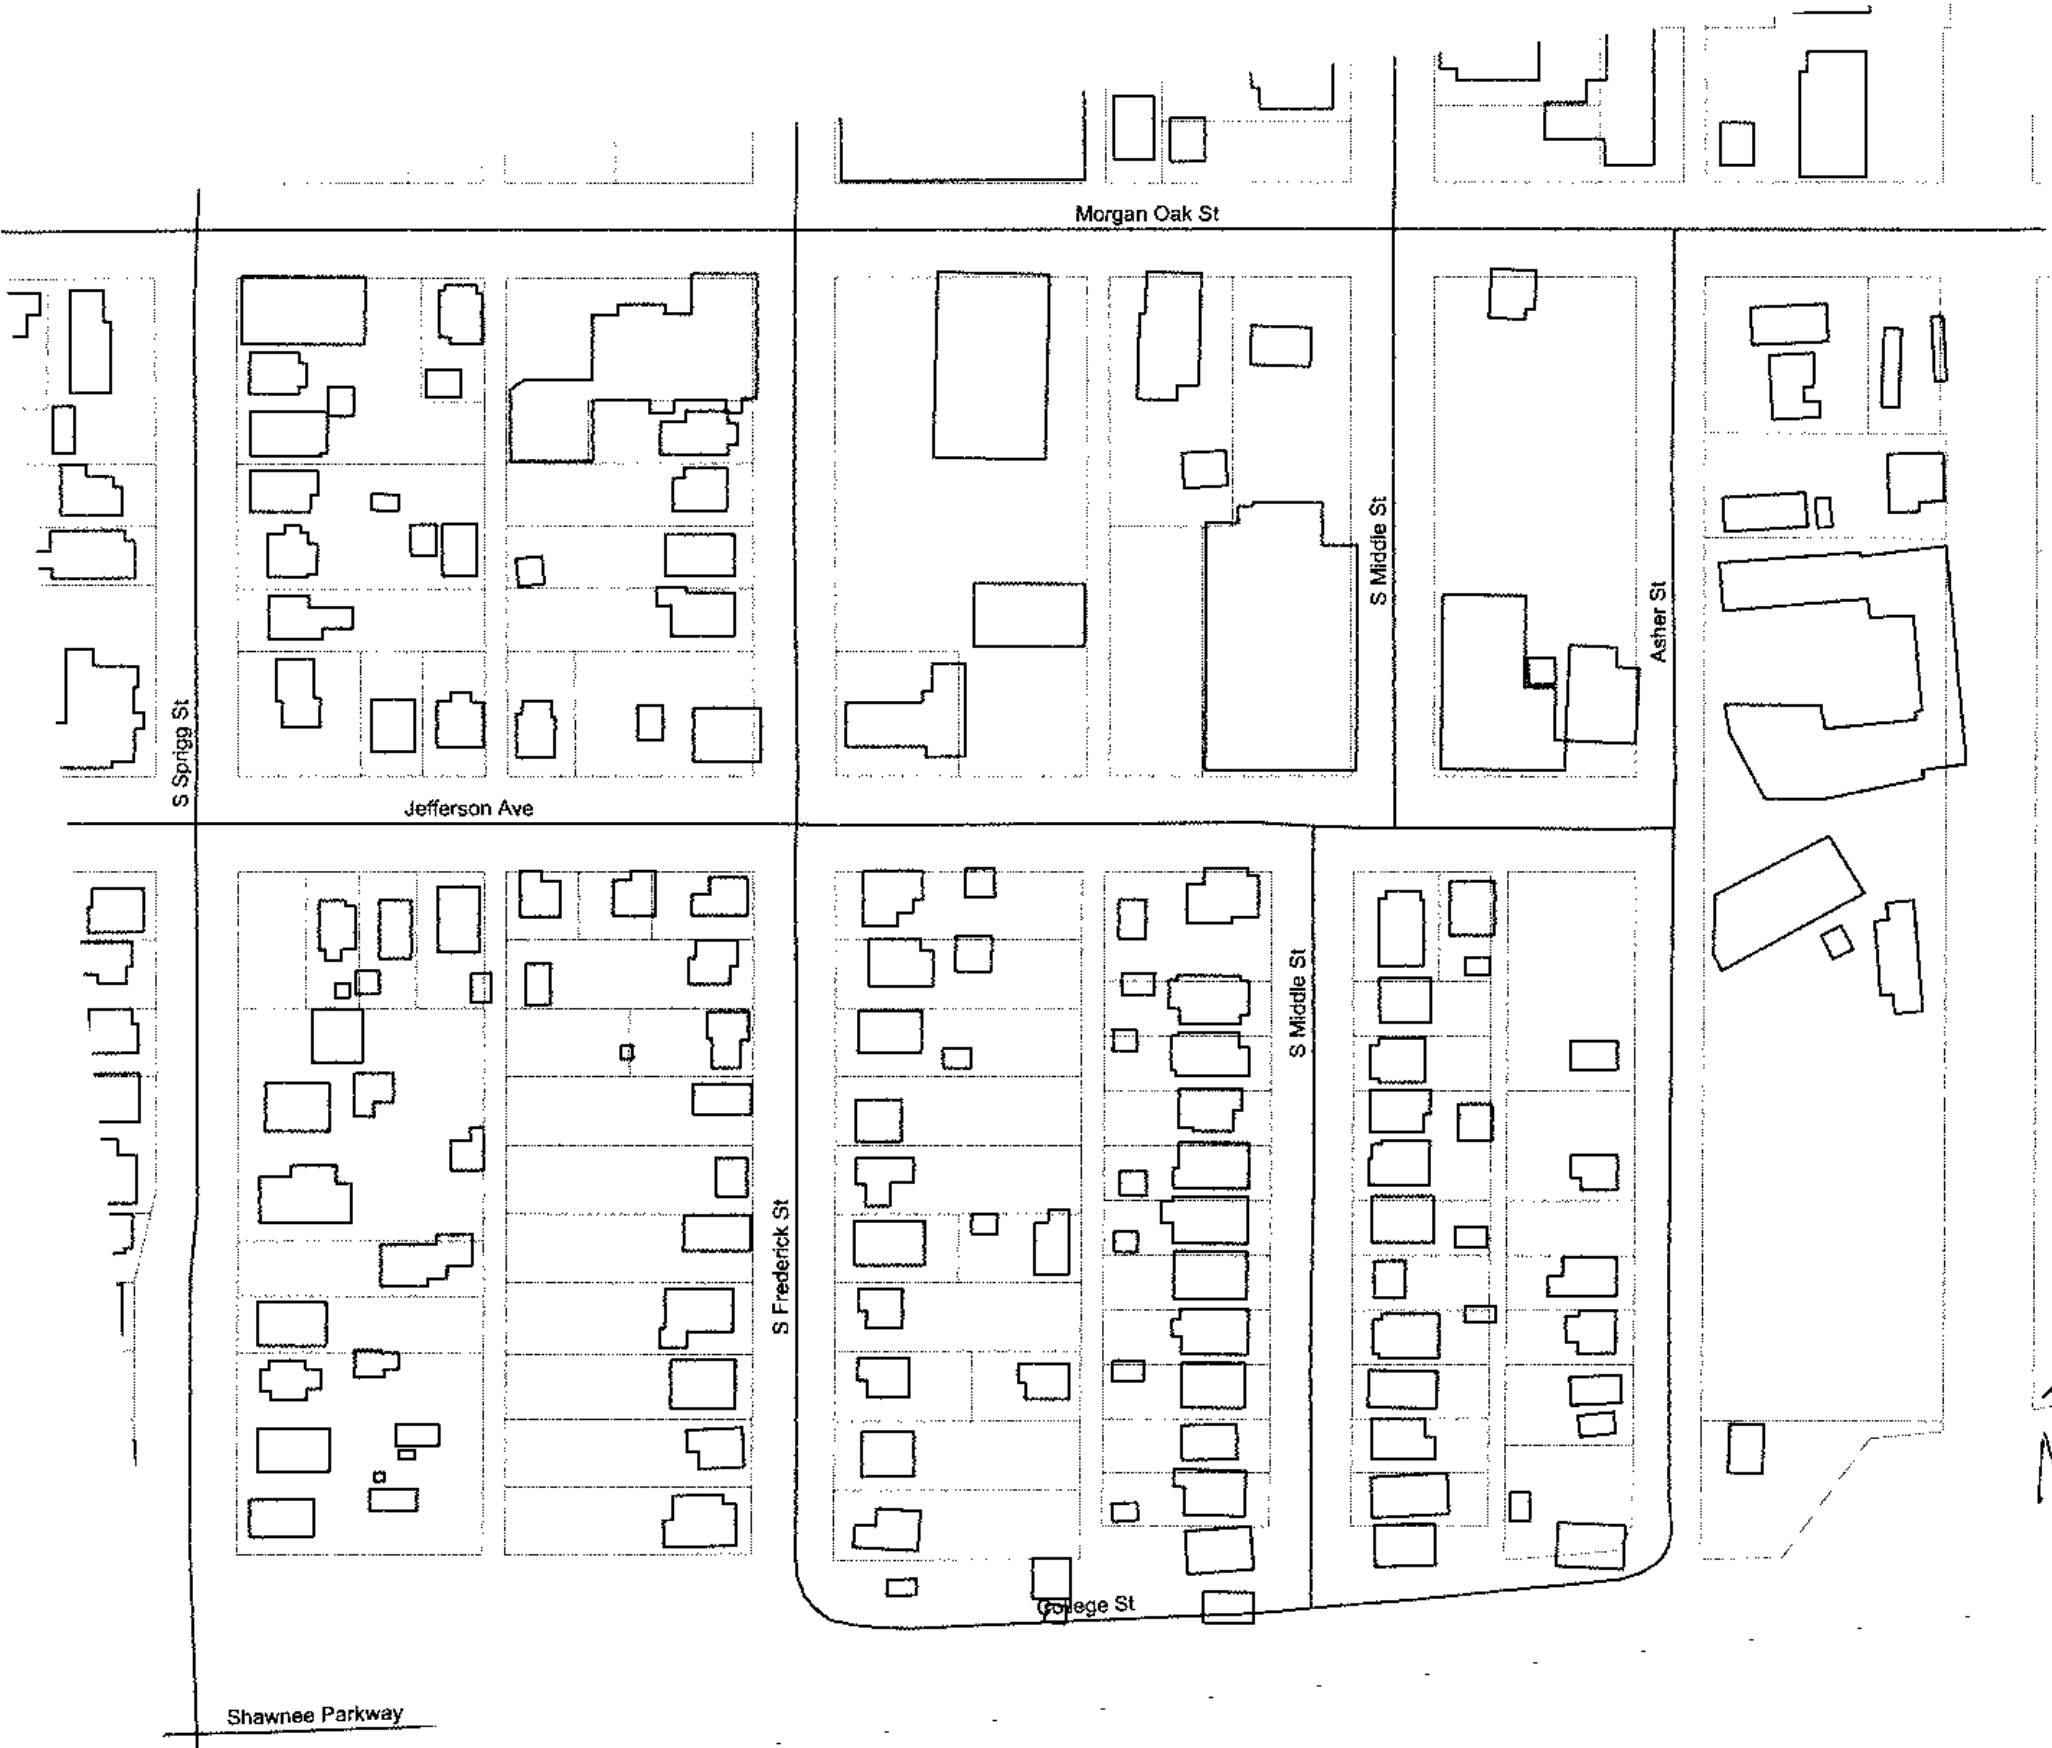 Morgan Oak St
S Middle St
Asher St
S Sprigg St
Jefferson Ave
S Middle St
S Frederick St
College St
Shawnee Parkway